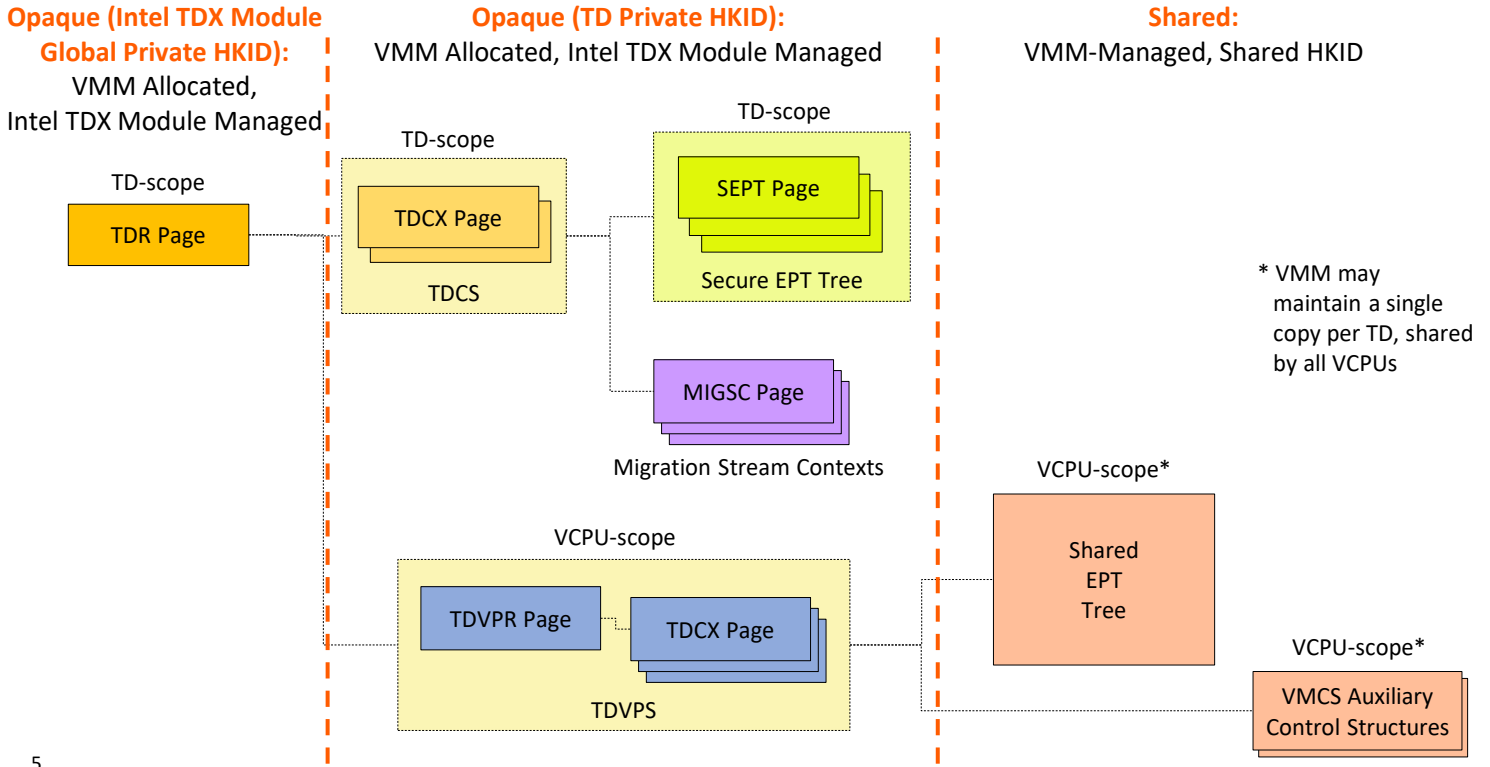 Opaque (Intel TDX Module
Global Private HKID):
VMM Allocated,
Intel TDX Module Managed
Opaque (TD Private HKID):
VMM Allocated, Intel TDX Module Managed
Shared:
VMM-Managed, Shared HKID
TD-scope
TDR Page
TD-scope
TDCX Page
TDCS
TD-scope
SEPT Page
Secure EPT Tree
MIGSC Page
Migration Stream Contexts
* VMM may
maintain a single
copy per TD, shared
by all VCPUs
VCPU-scope
TDVPR Page
TDCX Page
TDVPS
VCPU-scope*
Shared
EPT
Tree
VCPU-scope*
VMCS Auxiliary
Control Structures
5